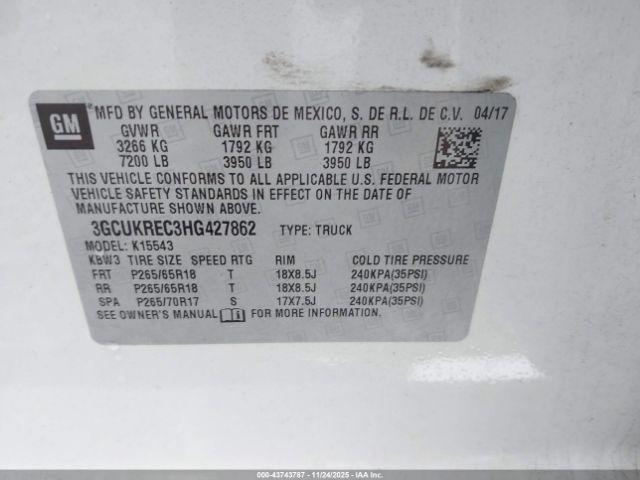 GM
MFD BY GENERAL MOTORS DE MEXICO, S. DE R.L. DE C.V. 04/17
GVWR GAWR FRT GAWR RR
3266 KG 1792 KG 1792 KG
7200 LB 3950 LB 3950 LB
THIS VEHICLE CONFORMS TO ALL APPLICABLE U.S. FEDERAL MOTOR
VEHICLE SAFETY STANDARDS IN EFFECT ON THE DATE OF
MANUFACTURE SHOWN ABOVE.
3GCUKREC3HG427862 TYPE: TRUCK
MODEL: K15543
KBW3 TIRE SIZE SPEED RTG RIM COLD TIRE PRESSURE
FRT P265/65R18 T 18X8.5J 240KPA(35PSI)
RR P265/65R18 T 18X8.5J 240KPA(35PSI)
SPA P265/70R17 S 17X7.5J 240KPA(35PSI)
SEE OWNER'S MANUAL FOR ADDITIONAL INFORMATION.
000-43743787 - 11/24/2025 - IAA Inc.